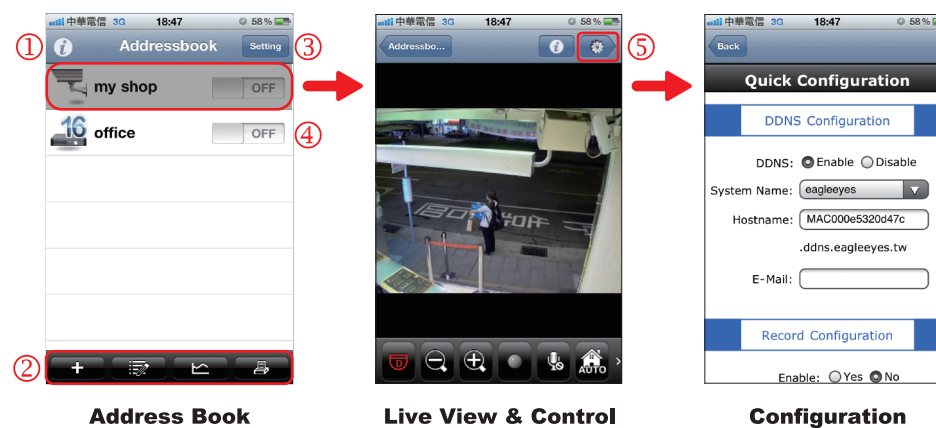 中華電信 3G 18:47 58 %
① Addressbook Setting ③
my shop OFF
16 office OFF ④
②
Address Book
中華電信 3G 18:47 58 %
Addressbo... ⑤
D AUTO
Live View & Control
中華電信 3G 18:47 58
Back
Quick Configuration
DDNS Configuration
DDNS: Enable Disable
System Name: eagleeyes
Hostname: MAC000e5320d47c
.ddns.eagleeyes.tw
E-Mail:
Record Configuration
Enable: Yes No
Configuration